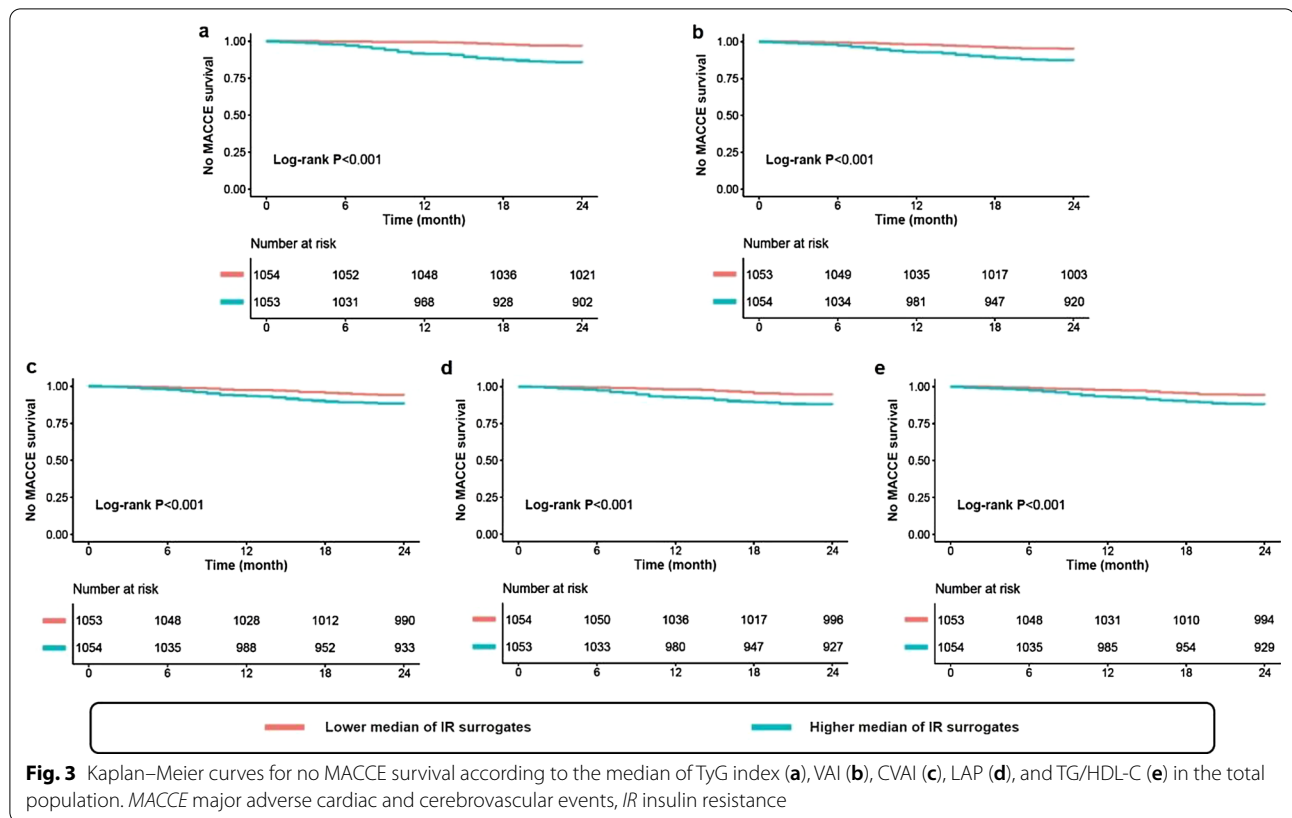 a
No MACCE survival
1.00
0.75
0.50
0.25
0.00
Log-rank P<0.001
0 6 12 18 24
Time (month)
Number at risk
1054 1052 1048 1036 1021
1053 1031 968 928 902
0 6 12 18 24
b
No MACCE survival
1.00
0.75
0.50
0.25
0.00
Log-rank P<0.001
0 6 12 18 24
Time (month)
Number at risk
1053 1049 1035 1017 1003
1054 1034 981 947 920
0 6 12 18 24
c
No MACCE survival
1.00
0.75
0.50
0.25
0.00
Log-rank P<0.001
0 6 12 18 24
Time (month)
Number at risk
1053 1048 1028 1012 990
1054 1035 988 952 933
0 6 12 18 24
d
No MACCE survival
1.00
0.75
0.50
0.25
0.00
Log-rank P<0.001
0 6 12 18 24
Time (month)
Number at risk
1054 1050 1036 1017 996
1053 1033 980 947 927
0 6 12 18 24
e
No MACCE survival
1.00
0.75
0.50
0.25
0.00
Log-rank P<0.001
0 6 12 18 24
Time (month)
Number at risk
1053 1048 1031 1010 994
1054 1035 985 954 929
0 6 12 18 24
Lower median of IR surrogates Higher median of IR surrogates
Fig. 3 Kaplan–Meier curves for no MACCE survival according to the median of TyG index (a), VAI (b), CVAI (c), LAP (d), and TG/HDL-C (e) in the total
population. MACCE major adverse cardiac and cerebrovascular events, IR insulin resistance